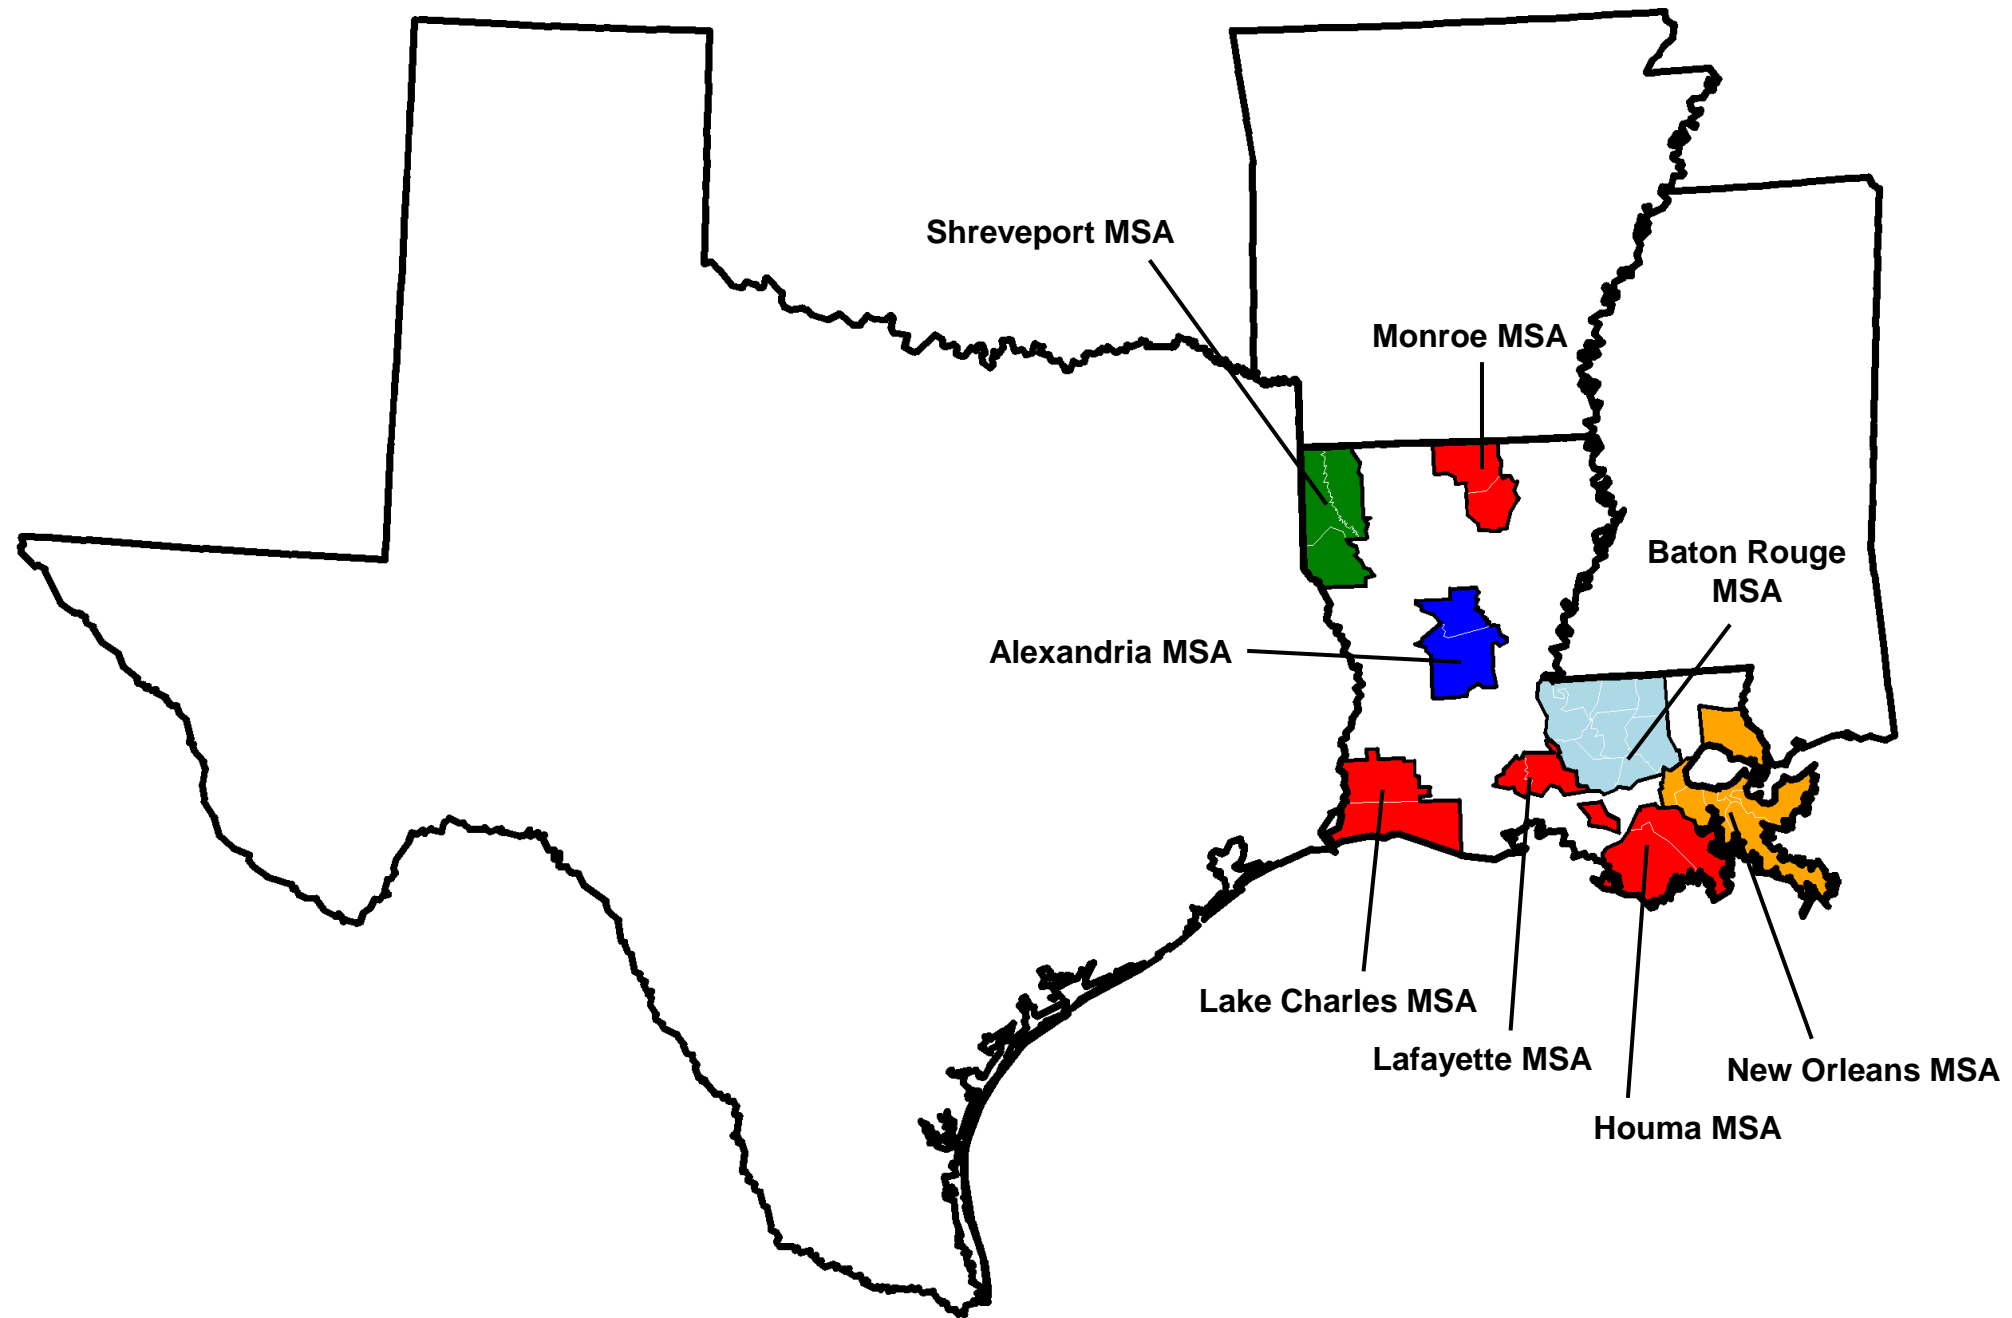 Shreveport MSA
Monroe MSA
Baton Rouge
MSA
Alexandria MSA
Lake Charles MSA
Lafayette MSA
New Orleans MSA
Houma MSA